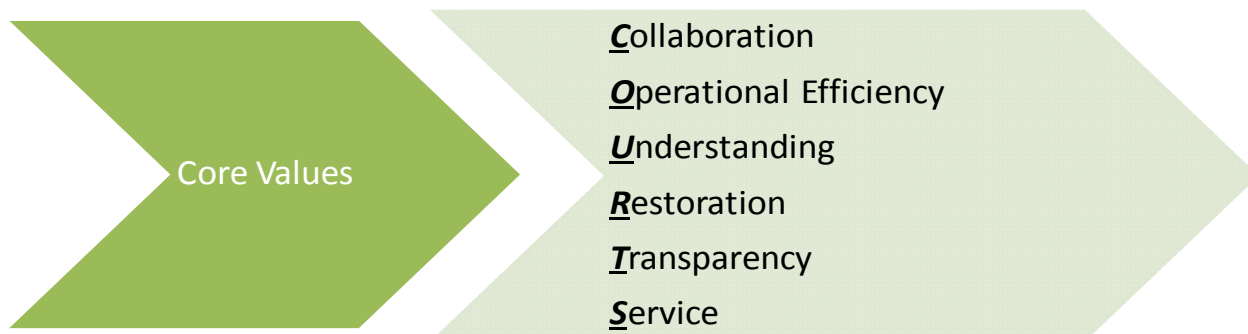 Core Values
Collaboration
Operational Efficiency
Understanding
Restoration
Transparency
Service